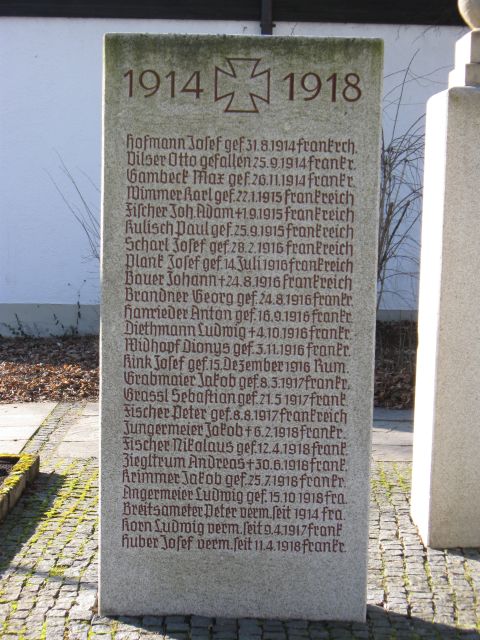 1914 1918
Hofmann Josef gef. 31.8.1914 Frankrch.
Vilser Otto gefallen 25.9.1914 Frankr.
Gambeck Max gef. 26.11.1914 Frankr.
Wimmer Karl gef. 22.1.1915 Frankreich
Fischer Joh. Adam + 1.9.1915 Frankreich
Kulisch Paul gef. 25.9.1915 Frankreich
Scharl Josef gef. 28.2.1916 Frankreich
Plank Josef gef. 14. Juli 1916 Frankreich
Bauer Johann + 24.8.1916 Frankreich
Brandner Georg gef. 24.8.1916 Frankr.
Hanrieder Anton gef. 16.9.1916 Frankr.
Diethmann Ludwig + 4.10.1916 Frankr.
Widhopf Dionys gef. 3.11.1916 Frankr.
Kink Josef gef. 15. Dezember 1916 Rum.
Grabmaier Jakob gef. 8.3.1917 Frankr.
Grassl Sebastian gef. 21.5.1917 Frank.
Fischer Peter gef. 8.8.1917 Frankreich
Jungermeier Jakob + 6.2.1918 Frankr.
Fischer Nikolaus gef. 12.4.1918 Frankr.
Ziegltrum Andreas + 30.6.1918 Frankr.
Krimmer Jakob gef. 25.7.1918 Frankr.
Angermeier Ludwig gef. 15.10.1918 Fra.
Breitsameter Peter verm. seit 1914 Fra.
Korn Ludwig verm. seit 9.4.1917 Frank.
Huber Josef verm. seit 11.4.1918 Frankr.